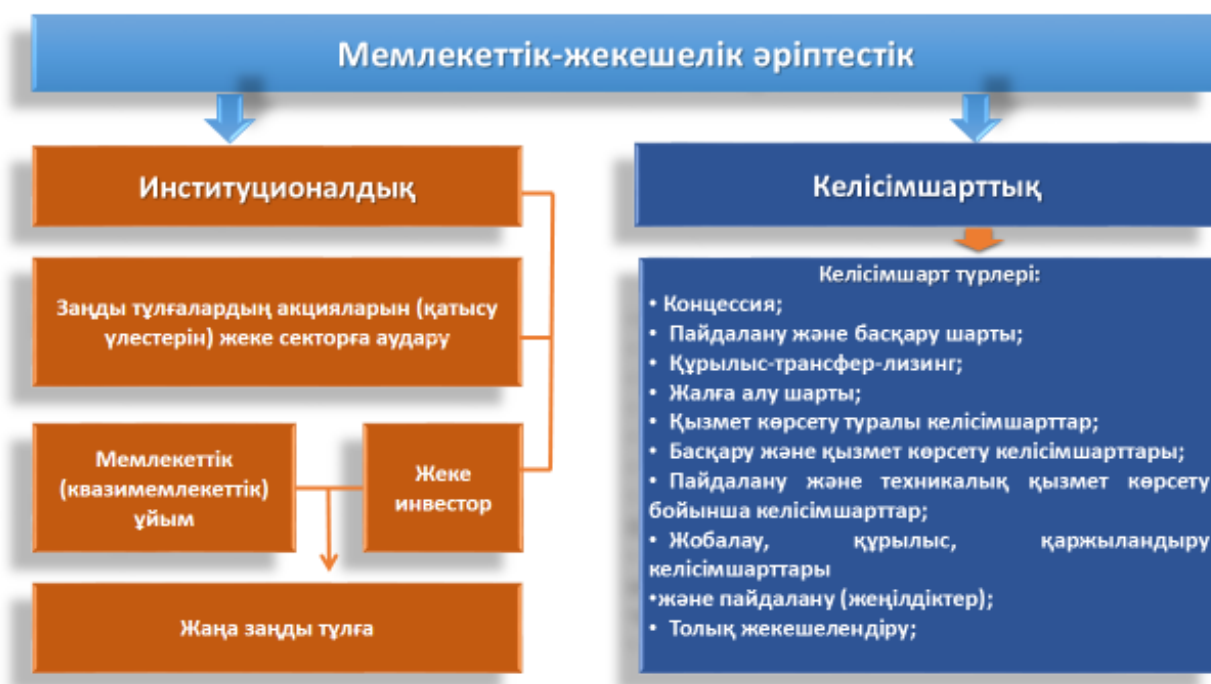 Мемлекеттік-жекешелік әріптестік
Институционалдық
Заңды тұлғалардың акцияларын (қатысу
үлестерін) жеке секторға аудару
Мемлекеттік
(квазимемлекеттік)
ұйым
Жеке
инвестор
Жаңа заңды тұлға
Келісімшарттық
Келісімшарт түрлері:
• Концессия;
• Пайдалану және басқару шарты;
• Құрылыс-трансфер-лизинг;
• Жалға алу шарты;
• Қызмет көрсету туралы келісімшарттар;
• Басқару және қызмет көрсету келісімшарттары;
• Пайдалану және техникалық қызмет көрсету
бойынша келісімшарттар;
• Жобалау, құрылыс, қаржыландыру
келісімшарттары
•және пайдалану (жеңілдіктер);
• Толық жекешелендіру;